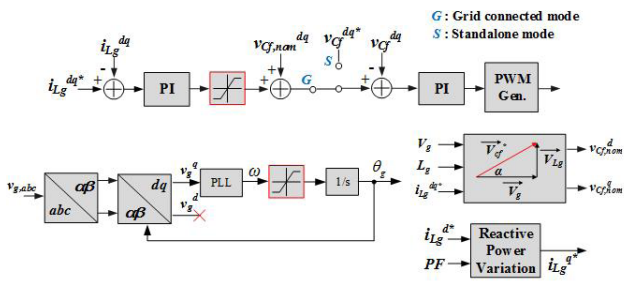 G : Grid connected mode
S : Standalone mode
i_Lg^dq
v_Cf,nom^dq
v_Cf^dq*
v_Cf^dq
i_Lg^dq*
+
-
PI
+
+
G
S
+
-
PI
PWM
Gen.
v_g,abc
αβ
abc
dq
αβ
v_g^q
v_g^d
PLL
ω
1/s
θ_g
V_g
L_g
i_Lg^dq*
V_cf*
V_Lg
α
V_g
v_Cf,nom^d
v_Cf,nom^q
i_Lg^d*
PF
Reactive
Power
Variation
i_Lg^q*